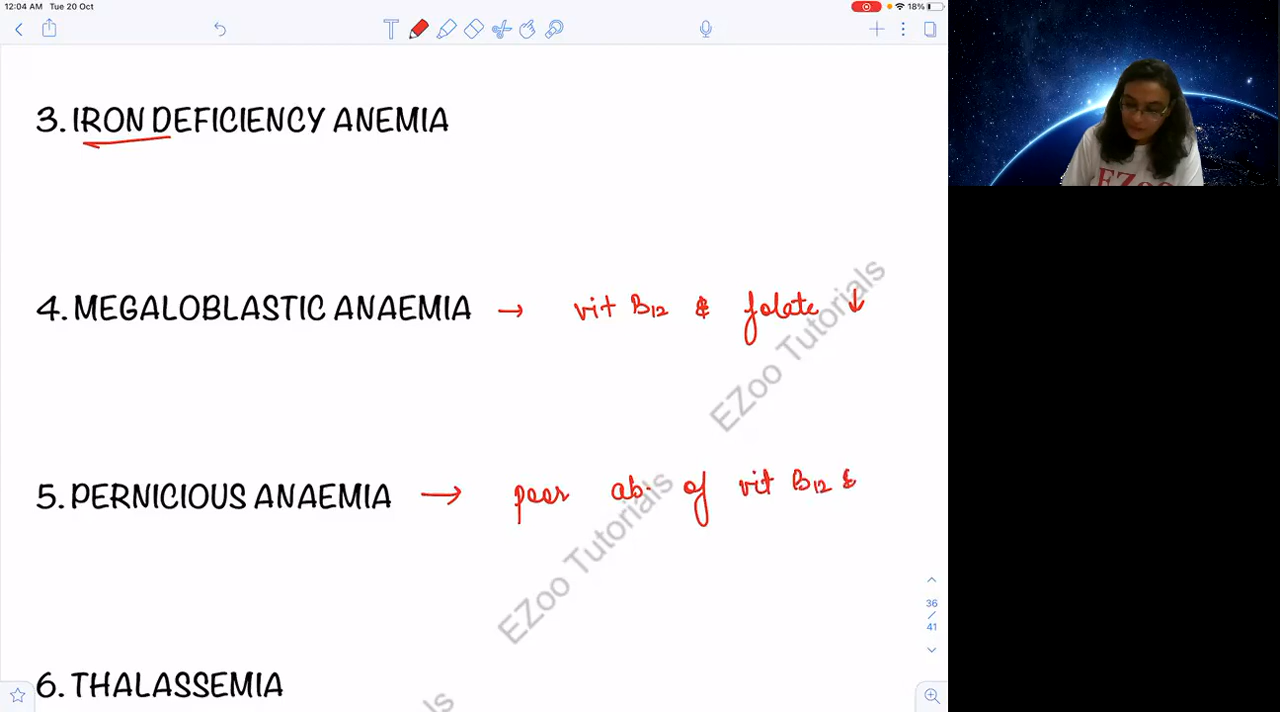 12:04 AM Tue 20 Oct
18%
3. IRON DEFICIENCY ANEMIA
4. MEGALOBLASTIC ANAEMIA → vit B12 & folate ↓
EZoo Tutorials
5. PERNICIOUS ANAEMIA → poor ab. of vit B12 &
EZoo Tutorials
36
/
41
6. THALASSEMIA
EZoo